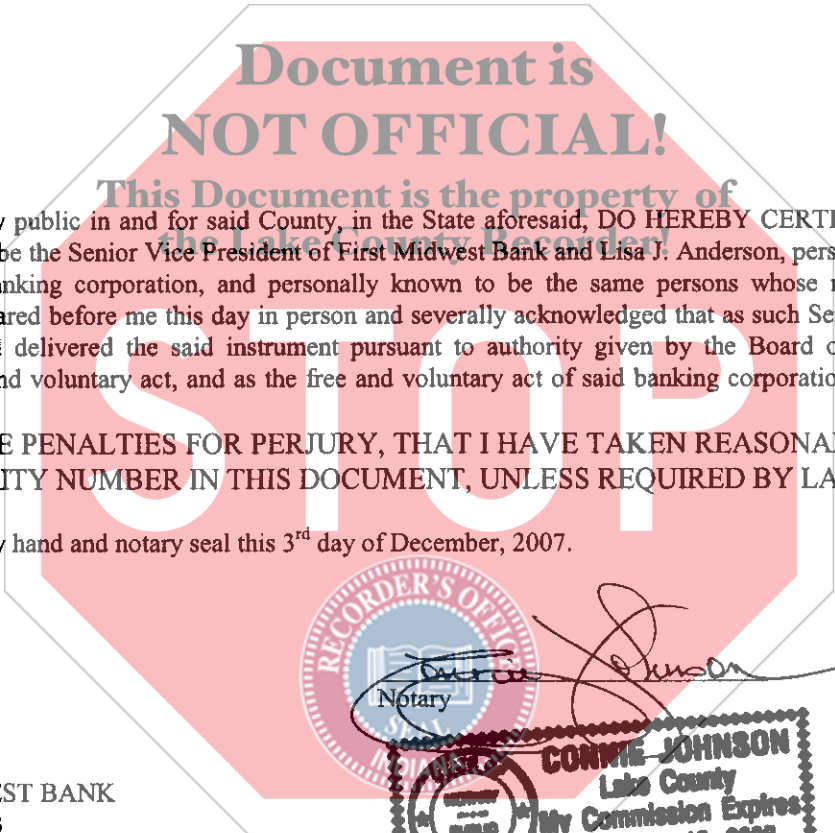 Document is
NOT OFFICIAL!
This Document is the property of
the Lake County Recorder!
public in and for said County, in the State aforesaid, DO HEREBY CERTI
be the Senior Vice President of First Midwest Bank and Lisa J. Anderson, pers
nking corporation, and personally known to be the same persons whose
ared before me this day in person and severally acknowledged that as such Se
delivered the said instrument pursuant to authority given by the Board o
nd voluntary act, and as the free and voluntary act of said banking corporatio
STOP
E PENALTIES FOR PERJURY, THAT I HAVE TAKEN REASONA
ITY NUMBER IN THIS DOCUMENT, UNLESS REQUIRED BY LA
hand and notary seal this 3rd day of December, 2007.
RECORDER'S OFFICE
SEAL
INDIANA
Notary
CONNIE JOHNSON
Lake County
My Commission Expires
EST BANK